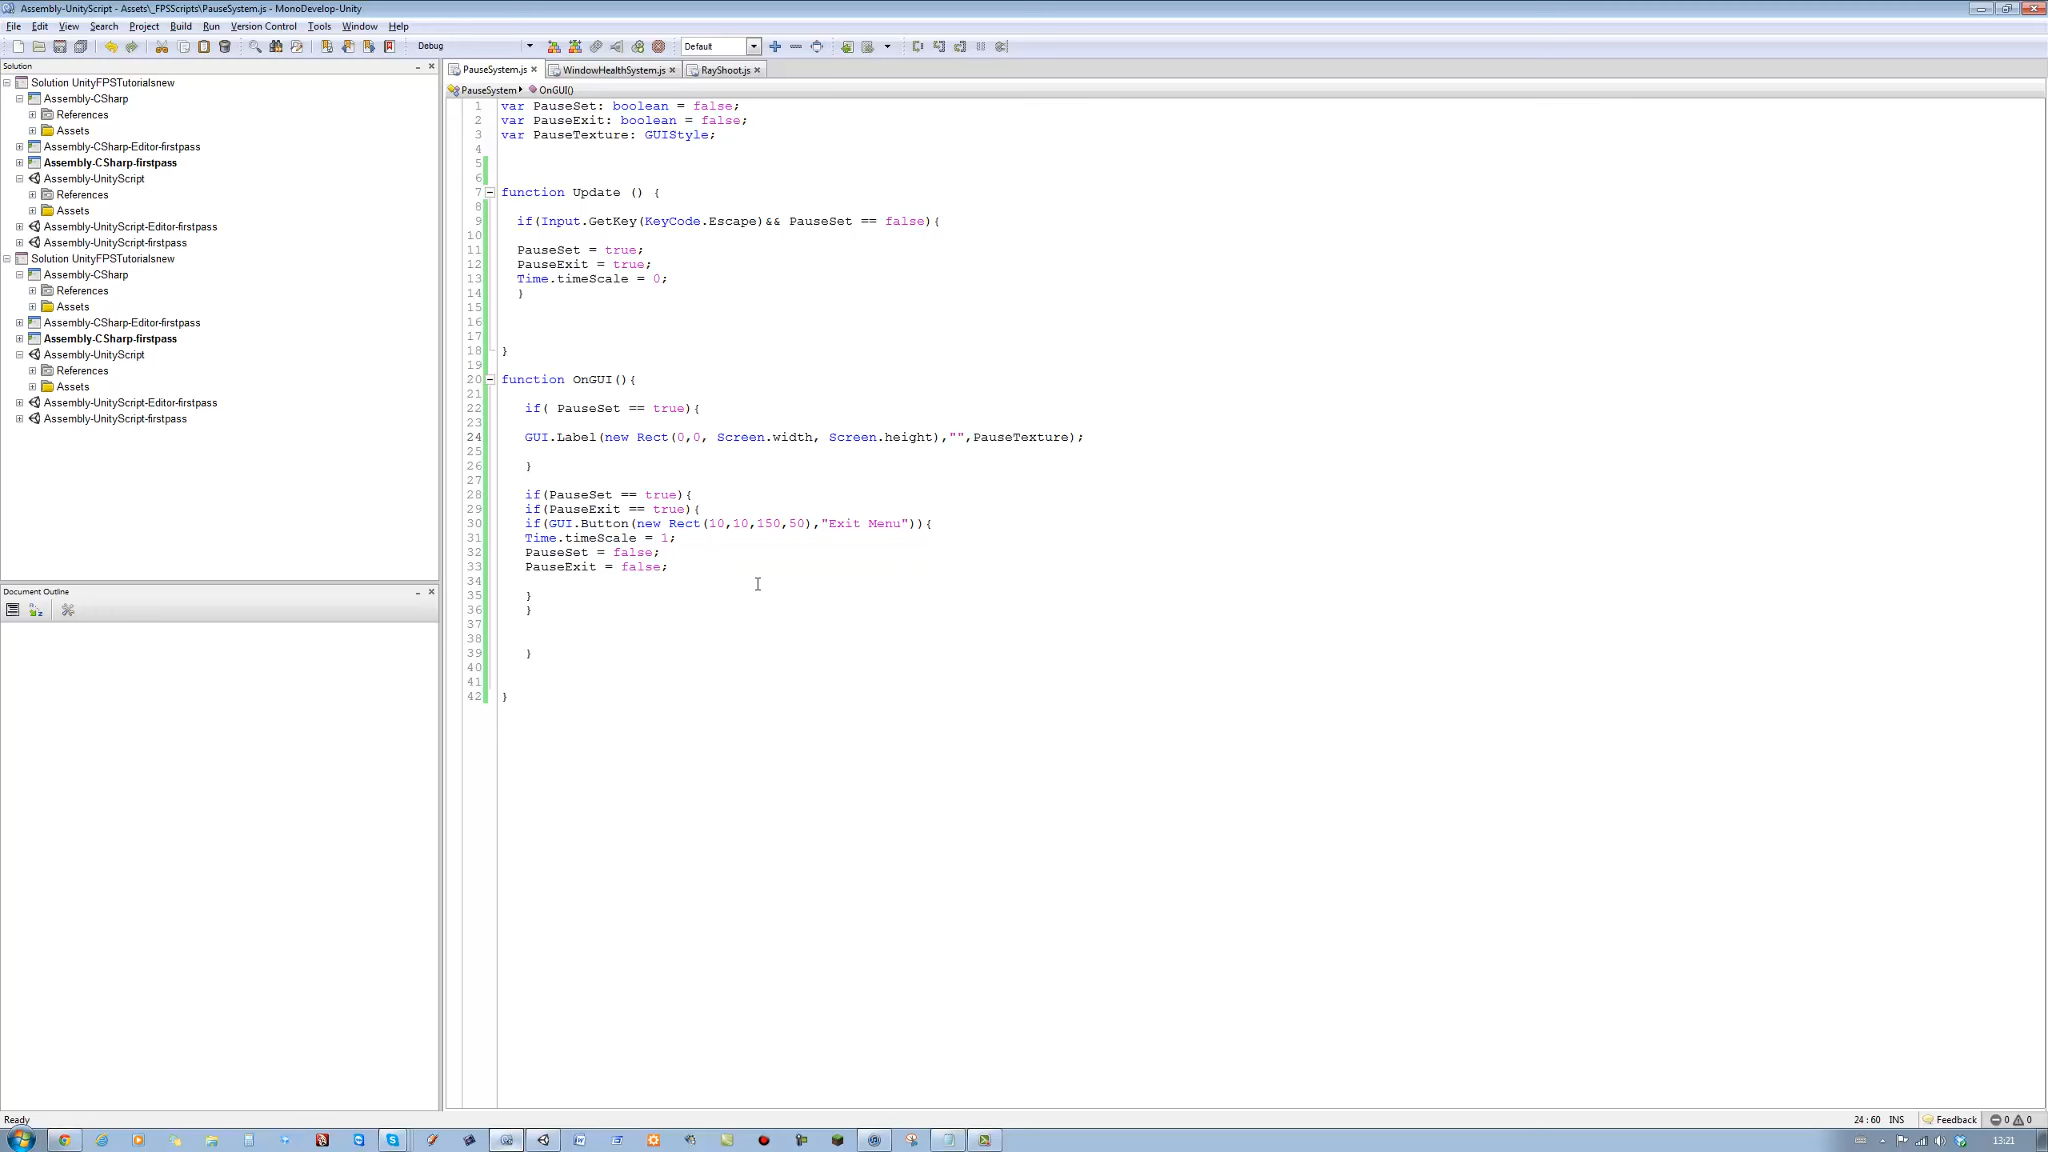 Assembly-UnityScript - Assets\_FPSScripts\PauseSystem.js - MonoDevelop-Unity
File Edit View Search Project Build Run Version Control Tools Window Help
Debug Default
Solution
Solution UnityFPSTutorialsnew
Assembly-CSharp
References
Assets
Assembly-CSharp-Editor-firstpass
Assembly-CSharp-firstpass
Assembly-UnityScript
References
Assets
Assembly-UnityScript-Editor-firstpass
Assembly-UnityScript-firstpass
Solution UnityFPSTutorialsnew
Assembly-CSharp
References
Assets
Assembly-CSharp-Editor-firstpass
Assembly-CSharp-firstpass
Assembly-UnityScript
References
Assets
Assembly-UnityScript-Editor-firstpass
Assembly-UnityScript-firstpass
Document Outline
PauseSystem.js WindowHealthSystem.js RayShoot.js
PauseSystem OnGUI()
1 var PauseSet: boolean = false;
2 var PauseExit: boolean = false;
3 var PauseTexture: GUIStyle;
4
5
6
7 function Update () {
8
9 if(Input.GetKey(KeyCode.Escape)&& PauseSet == false){
10
11 PauseSet = true;
12 PauseExit = true;
13 Time.timeScale = 0;
14 }
15
16
17
18 }
19
20 function OnGUI(){
21
22 if( PauseSet == true){
23
24 GUI.Label(new Rect(0,0, Screen.width, Screen.height),"",PauseTexture);
25
26 }
27
28 if(PauseSet == true){
29 if(PauseExit == true){
30 if(GUI.Button(new Rect(10,10,150,50),"Exit Menu")){
31 Time.timeScale = 1;
32 PauseSet = false;
33 PauseExit = false;
34
35 }
36 }
37
38
39 }
40
41
42 }
Ready 24 : 60 INS Feedback 0 0
13:21